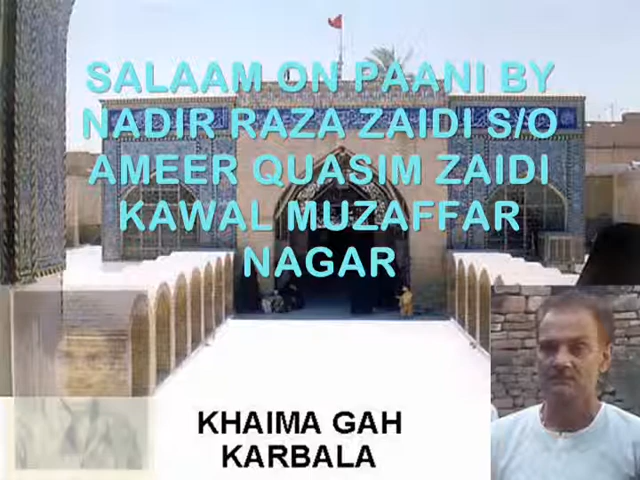 SALAAM ON PAANI BY
NADIR RAZA ZAIDI S/O
AMEER QUASIM ZAIDI
KAWAL MUZAFFAR
NAGAR
KHAIMA GAH
KARBALA